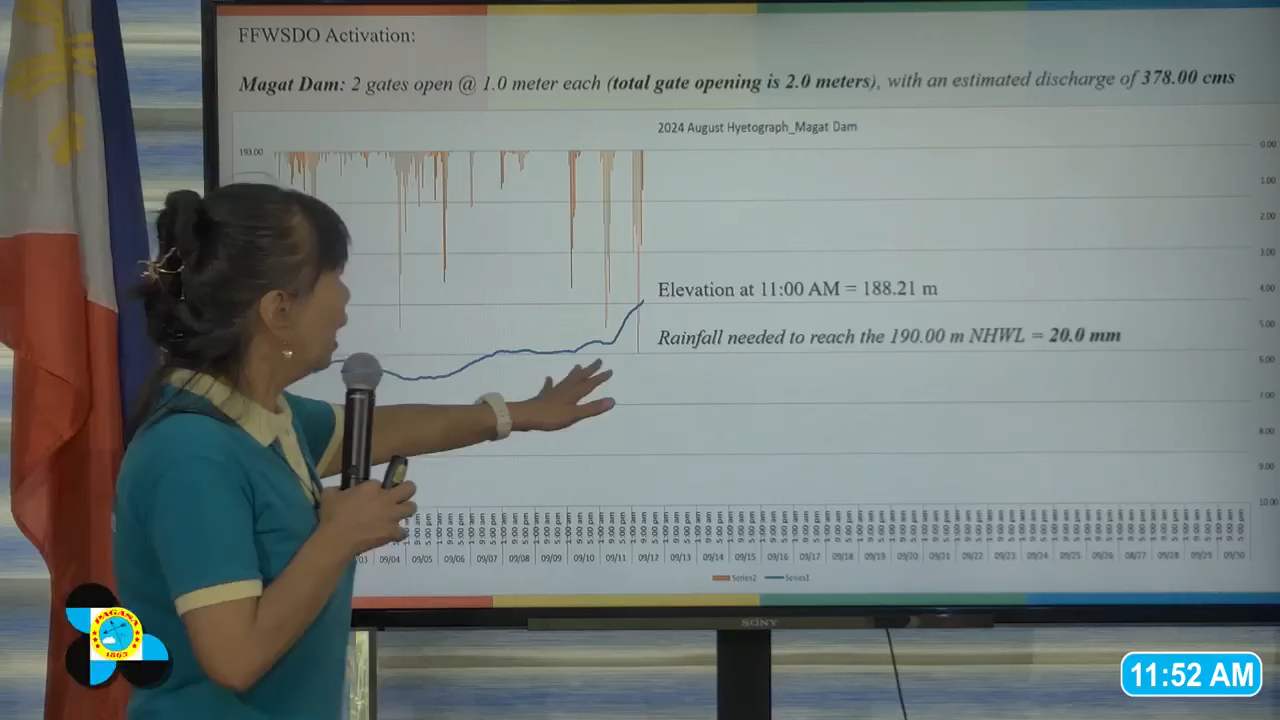 FFWSDO Activation:
Magat Dam: 2 gates open @ 1.0 meter each (total gate opening is 2.0 meters), with an estimated discharge of 378.00 cms
2024 August Hyetograph_Magat Dam
193.00
0.00
1.00
2.00
3.00
4.00
5.00
6.00
7.00
8.00
9.00
10.00
Elevation at 11:00 AM = 188.21 m
Rainfall needed to reach the 190.00 m NHWL = 20.0 mm
09/04 09/05 09/06 09/07 09/08 09/09 09/10 09/11 09/12 09/13 09/14 09/15 09/16 09/17 09/18 09/19 09/20 09/21 09/22 09/23 09/24 09/25 09/26 08/27 09/28 09/29 09/30
Series2 Series1
SONY
PAGASA
1865
11:52 AM